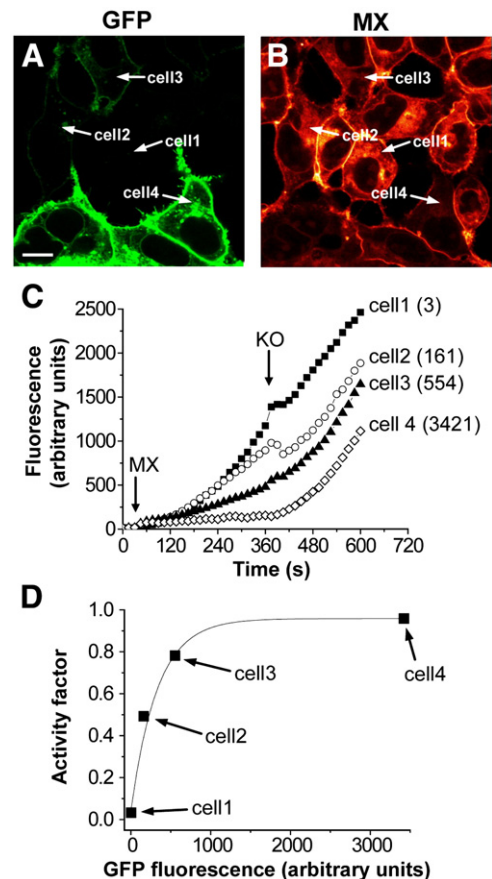 GFP
MX
A
cell3
cell2
cell1
cell4
B
cell3
cell2
cell1
cell4
C
2500
2000
1500
1000
500
0
Fluorescence
(arbitrary units)
MX
KO
cell1 (3)
cell2 (161)
cell3 (554)
cell 4 (3421)
0 120 240 360 480 600 720
Time (s)
D
1.0
0.8
0.6
0.4
0.2
0.0
Activity factor
cell3
cell4
cell2
cell1
0 1000 2000 3000
GFP fluorescence (arbitrary units)